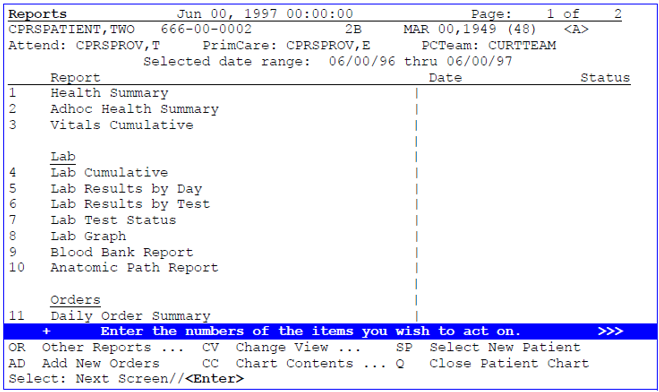 Reports Jun 00, 1997 00:00:00 Page: 1 of 2
CPRSPATIENT,TWO 666-00-0002 2B MAR 00,1949 (48) <A>
Attend: CPRSPROV,T PrimCare: CPRSPROV,E PCTeam: CURTTEAM
Selected date range: 06/00/96 thru 06/00/97
Report Date Status
1 Health Summary |
2 Adhoc Health Summary |
3 Vitals Cumulative |
|
Lab |
4 Lab Cumulative |
5 Lab Results by Day |
6 Lab Results by Test |
7 Lab Test Status |
8 Lab Graph |
9 Blood Bank Report |
10 Anatomic Path Report |
|
Orders |
11 Daily Order Summary |
+ Enter the numbers of the items you wish to act on. >>>
OR Other Reports ... CV Change View ... SP Select New Patient
AD Add New Orders CC Chart Contents ... Q Close Patient Chart
Select: Next Screen//<Enter>